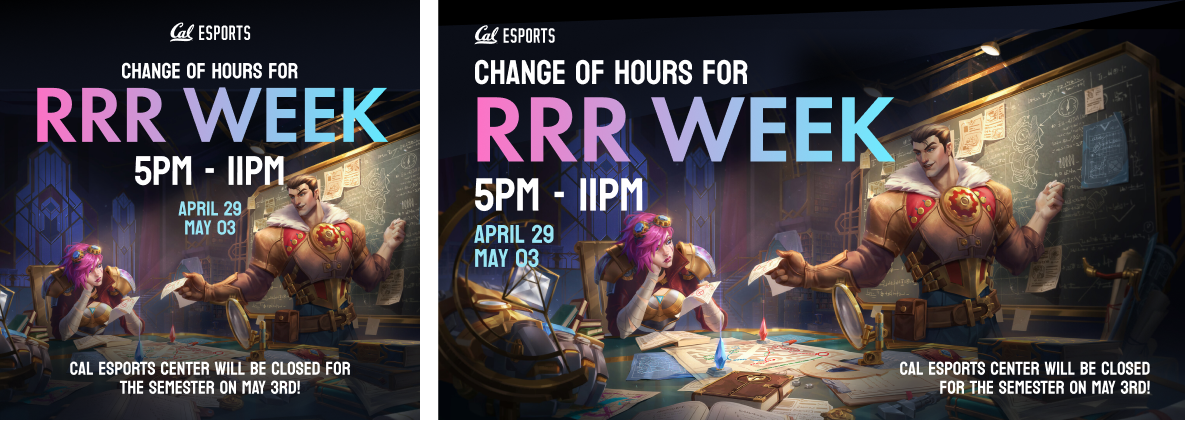 Cal ESPORTS
CHANGE OF HOURS FOR
RRR WEEK
5PM - 11PM
APRIL 29
MAY 03
CAL ESPORTS CENTER WILL BE CLOSED FOR
THE SEMESTER ON MAY 3RD!
Cal ESPORTS
CHANGE OF HOURS FOR
RRR WEEK
5PM - 11PM
APRIL 29
MAY 03
CAL ESPORTS CENTER WILL BE CLOSED
FOR THE SEMESTER ON MAY 3RD!